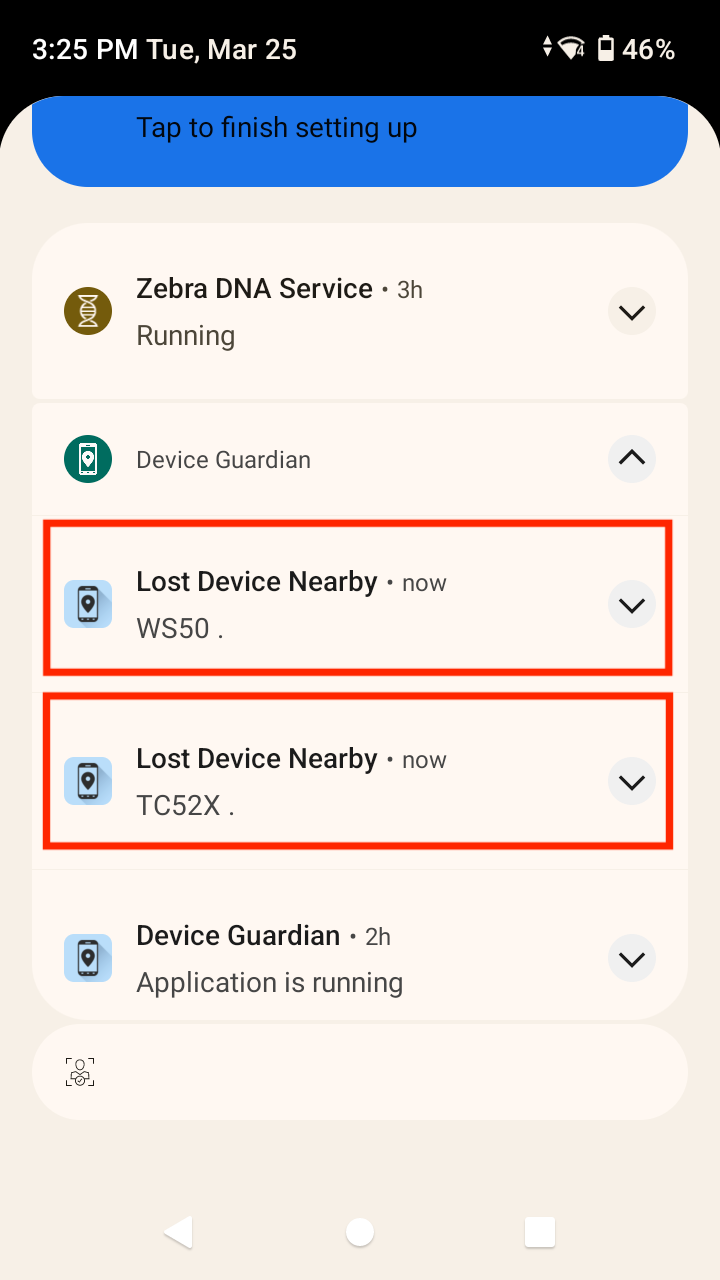 3:25 PM Tue, Mar 25 4 46%
Tap to finish setting up
Zebra DNA Service • 3h
Running
Device Guardian
Lost Device Nearby • now
WS50 .
Lost Device Nearby • now
TC52X .
Device Guardian • 2h
Application is running